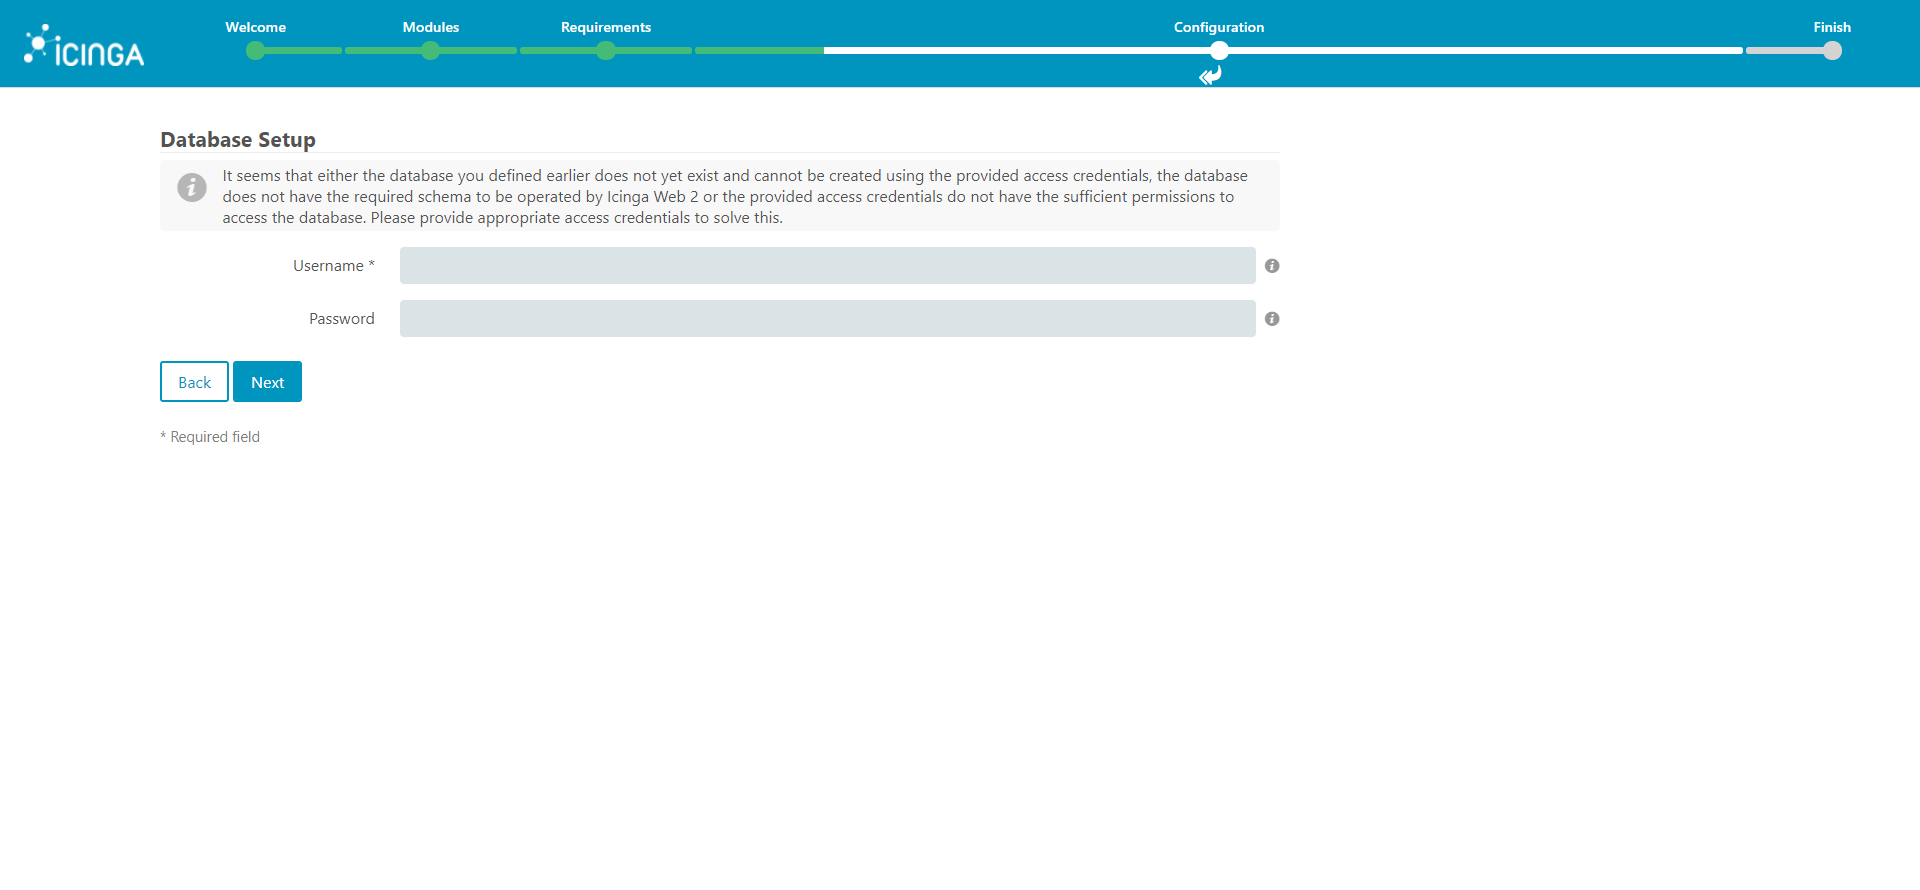 ICINGA
Welcome
Modules
Requirements
Configuration
Finish
Database Setup
It seems that either the database you defined earlier does not yet exist and cannot be created using the provided access credentials, the database
does not have the required schema to be operated by Icinga Web 2 or the provided access credentials do not have the sufficient permissions to
access the database. Please provide appropriate access credentials to solve this.
Username *
Password
Back Next
* Required field